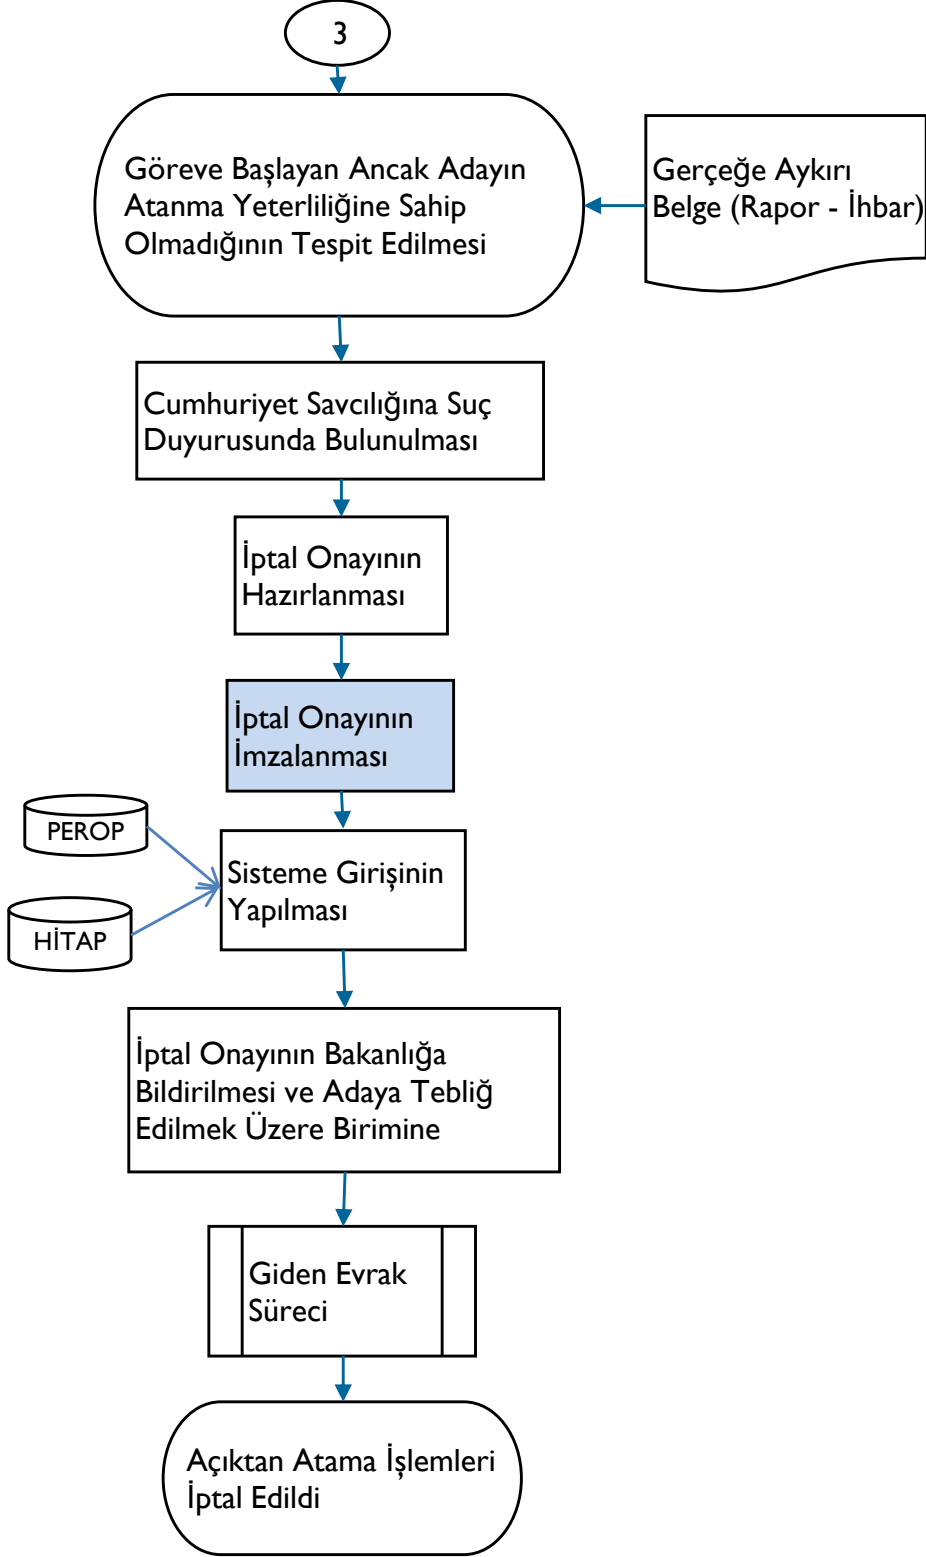 3
Göreve Başlayan Ancak Adayın
Atanma Yeterliliğine Sahip
Olmadığının Tespit Edilmesi
Gerçeğe Aykırı
Belge (Rapor - İhbar)
Cumhuriyet Savcılığına Suç
Duyurusunda Bulunulması
İptal Onayının
Hazırlanması
İptal Onayının
İmzalanması
PEROP
HİTAP
Sisteme Girişinin
Yapılması
İptal Onayının Bakanlığa
Bildirilmesi ve Adaya Tebliğ
Edilmek Üzere Birimine
Giden Evrak
Süreci
Açıktan Atama İşlemleri
İptal Edildi